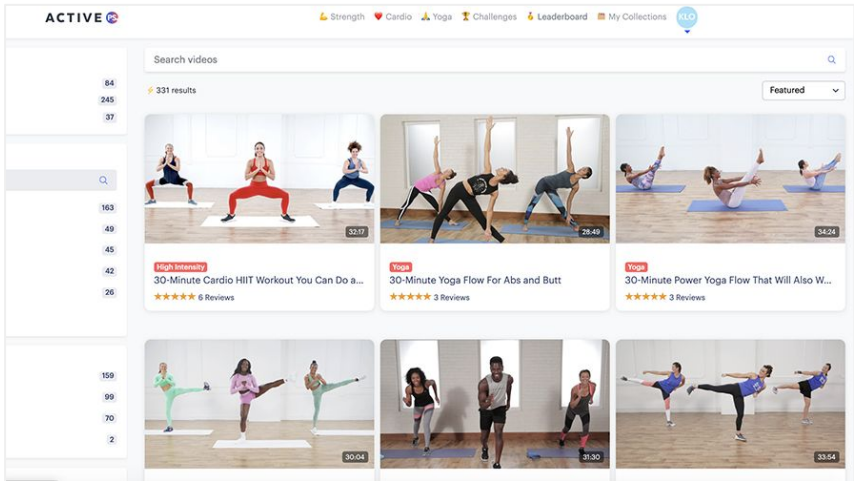 ACTIVE PS
Strength Cardio Yoga Challenges Leaderboard My Collections KLO
Search videos
331 results
Featured
84
245
37
163
49
45
42
26
159
99
70
2
32:17
High Intensity
30-Minute Cardio HIIT Workout You Can Do a...
6 Reviews
28:49
Yoga
30-Minute Yoga Flow For Abs and Butt
3 Reviews
34:24
Yoga
30-Minute Power Yoga Flow That Will Also W...
3 Reviews
30:04
31:30
33:54